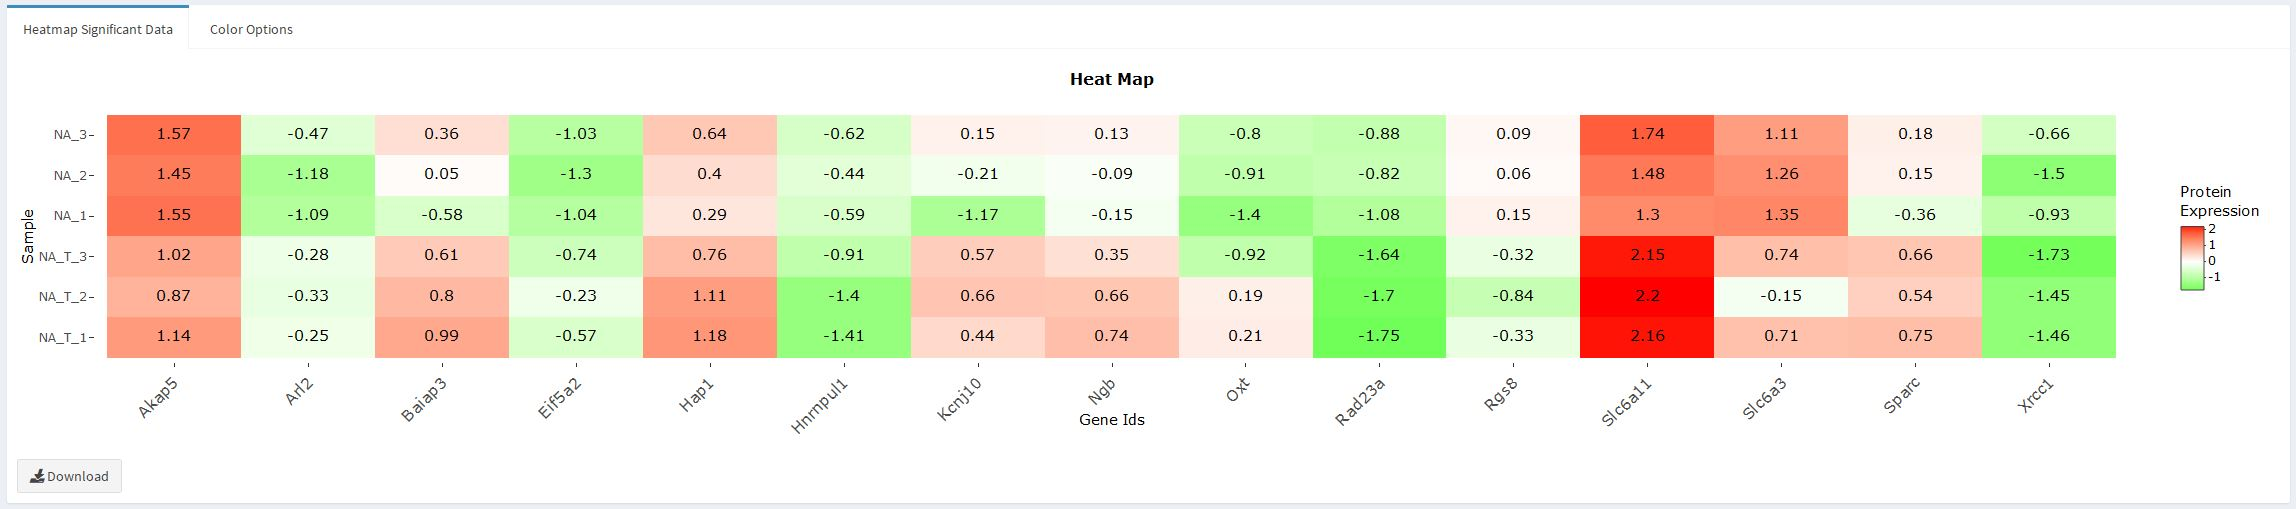 Heatmap Significant Data Color Options
Heat Map
NA_3 1.57 -0.47 0.36 -1.03 0.64 -0.62 0.15 0.13 -0.8 -0.88 0.09 1.74 1.11 0.18 -0.66
NA_2 1.45 -1.18 0.05 -1.3 0.4 -0.44 -0.21 -0.09 -0.91 -0.82 0.06 1.48 1.26 0.15 -1.5
NA_1 1.55 -1.09 -0.58 -1.04 0.29 -0.59 -1.17 -0.15 -1.4 -1.08 0.15 1.3 1.35 -0.36 -0.93
NA_T_3 1.02 -0.28 0.61 -0.74 0.76 -0.91 0.57 0.35 -0.92 -1.64 -0.32 2.15 0.74 0.66 -1.73
NA_T_2 0.87 -0.33 0.8 -0.23 1.11 -1.4 0.66 0.66 0.19 -1.7 -0.84 2.2 -0.15 0.54 -1.45
NA_T_1 1.14 -0.25 0.99 -0.57 1.18 -1.41 0.44 0.74 0.21 -1.75 -0.33 2.16 0.71 0.75 -1.46
Sample
Akap5 Arl2 Baiap3 Eif5a2 Hap1 Hnrnpul1 Kcnj10 Ngb Oxt Rad23a Rgs8 Slc6a11 Slc6a3 Sparc Xrcc1
Gene Ids
Protein
Expression
2
1
0
-1
Download